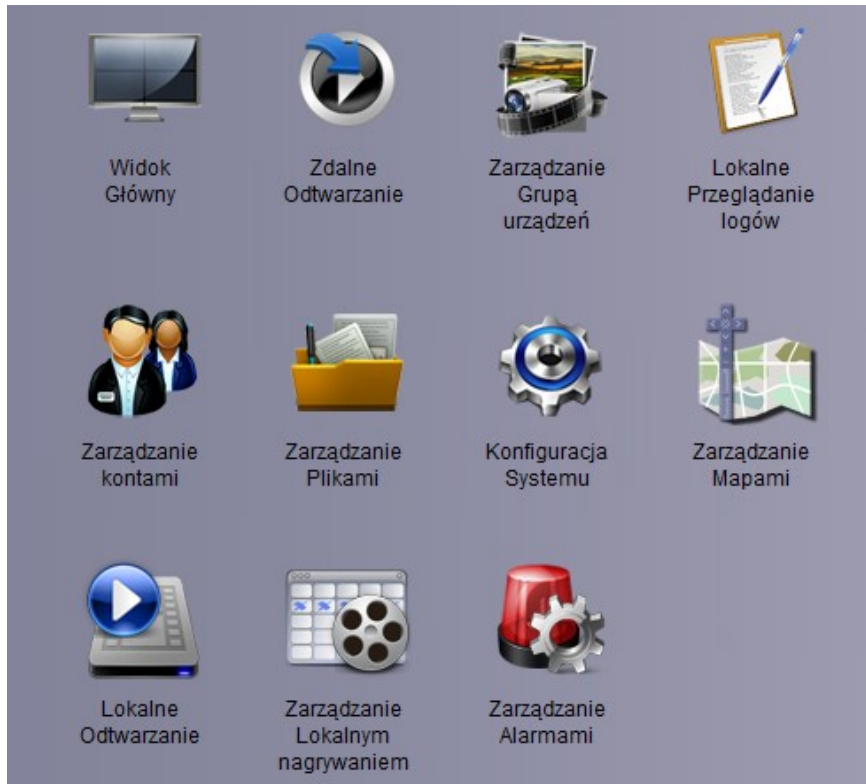 Widok
Główny
Zdalne
Odtwarzanie
Zarządzanie
Grupą
urządzeń
Lokalne
Przeglądanie
logów
Zarządzanie
kontami
Zarządzanie
Plikami
Konfiguracja
Systemu
Zarządzanie
Mapami
Lokalne
Odtwarzanie
Zarządzanie
Lokalnym
nagrywaniem
Zarządzanie
Alarmami